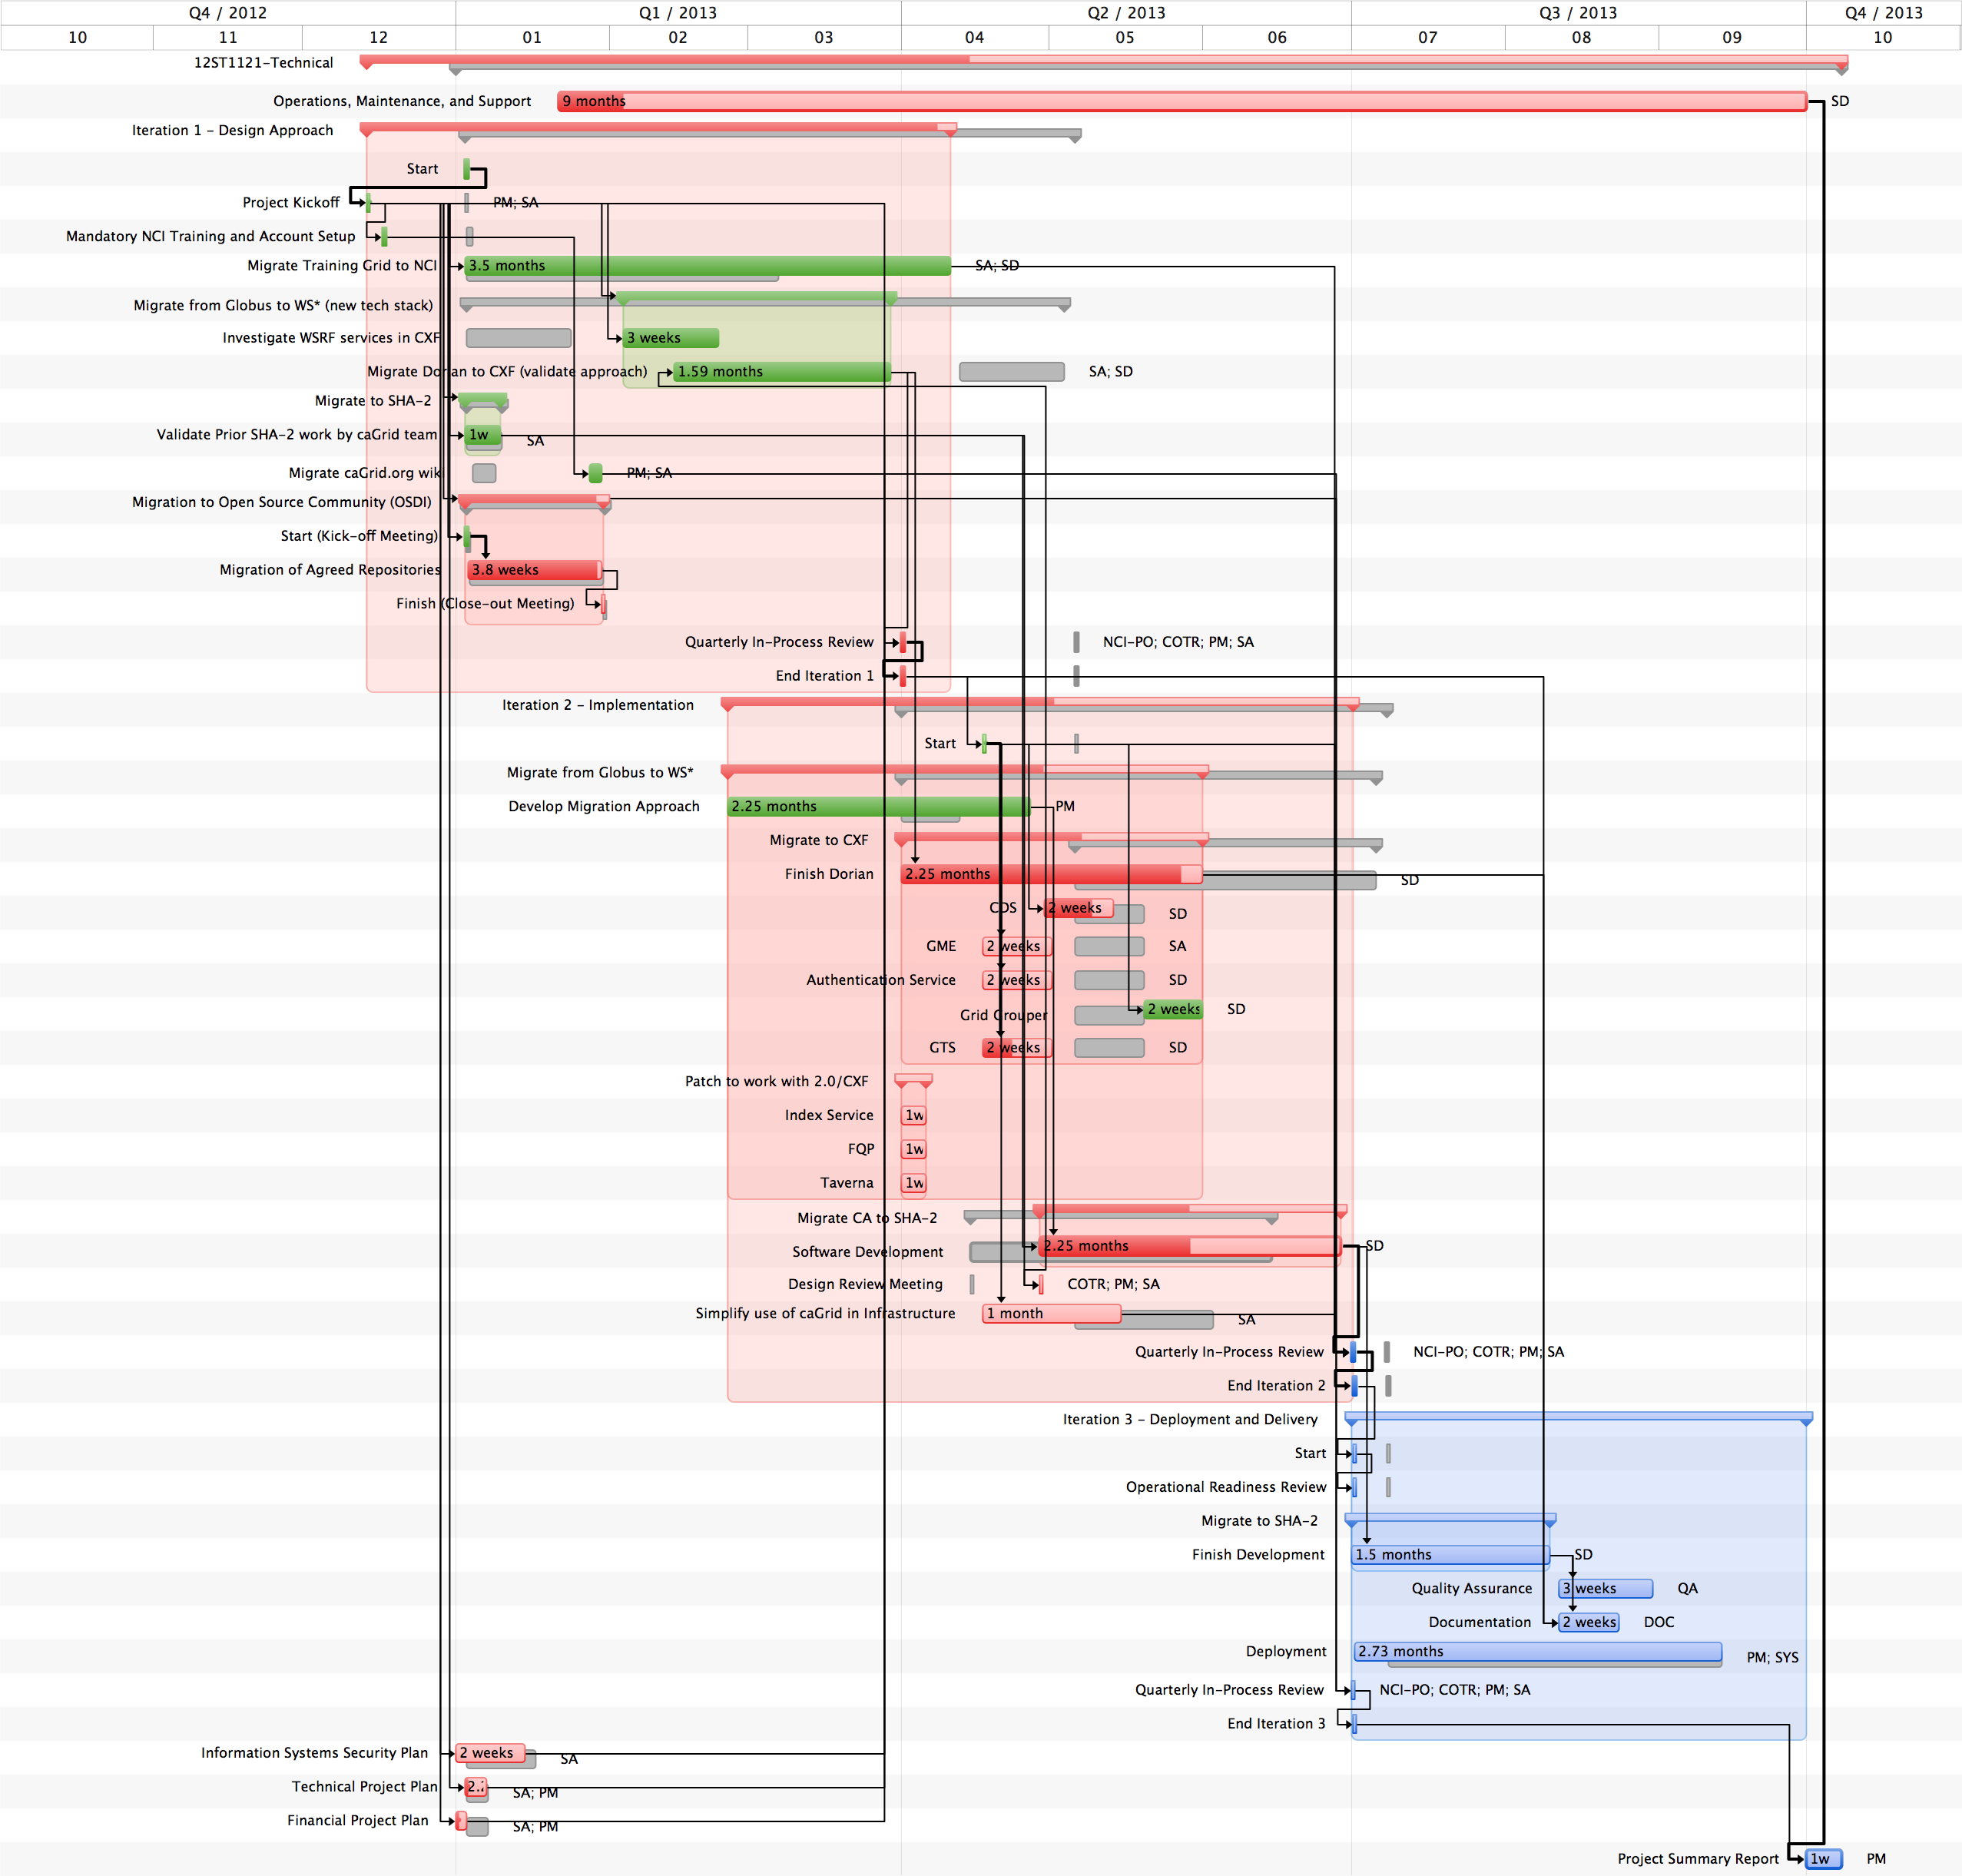 Q4 / 2012 Q1 / 2013 Q2 / 2013 Q3 / 2013 Q4 / 2013
10 11 12 01 02 03 04 05 06 07 08 09 10
12ST1121-Technical
Operations, Maintenance, and Support 9 months SD
Iteration 1 - Design Approach
Start
Project Kickoff PM; SA
Mandatory NCI Training and Account Setup
Migrate Training Grid to NCI 3.5 months SA; SD
Migrate from Globus to WS* (new tech stack)
Investigate WSRF services in CXF 3 weeks
Migrate Dorian to CXF (validate approach) 1.59 months SA; SD
Migrate to SHA-2
Validate Prior SHA-2 work by caGrid team 1w SA
Migrate caGrid.org wik PM; SA
Migration to Open Source Community (OSDI)
Start (Kick-off Meeting)
Migration of Agreed Repositories 3.8 weeks
Finish (Close-out Meeting)
Quarterly In-Process Review NCI-PO; COTR; PM; SA
End Iteration 1
Iteration 2 - Implementation
Start
Migrate from Globus to WS*
Develop Migration Approach 2.25 months PM
Migrate to CXF
Finish Dorian 2.25 months SD
CDS 2 weeks SD
GME 2 weeks SA
Authentication Service 2 weeks SD
Grid Grouper 2 weeks SD
GTS 2 weeks SD
Patch to work with 2.0/CXF
Index Service 1w
FQP 1w
Taverna 1w
Migrate CA to SHA-2
Software Development 2.25 months SD
Design Review Meeting COTR; PM; SA
Simplify use of caGrid in Infrastructure 1 month SA
Quarterly In-Process Review NCI-PO; COTR; PM; SA
End Iteration 2
Iteration 3 - Deployment and Delivery
Start
Operational Readiness Review
Migrate to SHA-2
Finish Development 1.5 months SD
Quality Assurance 3 weeks QA
Documentation 2 weeks DOC
Deployment 2.73 months PM; SYS
Quarterly In-Process Review NCI-PO; COTR; PM; SA
End Iteration 3
Information Systems Security Plan 2 weeks SA
Technical Project Plan SA; PM
Financial Project Plan SA; PM
Project Summary Report 1w PM